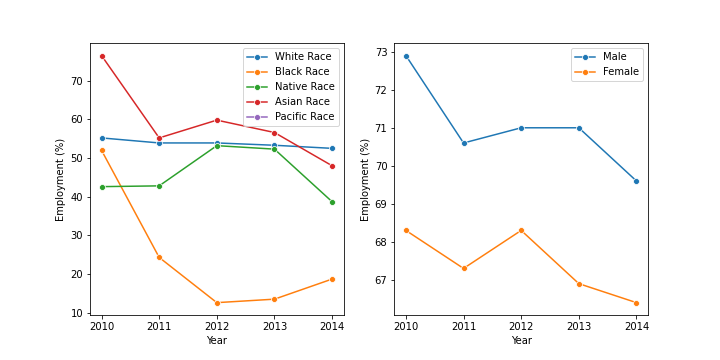 White Race
Black Race
Native Race
Asian Race
Pacific Race
70
60
50
40
30
20
10
Employment (%)
2010 2011 2012 2013 2014
Year
Male
Female
73
72
71
70
69
68
67
Employment (%)
2010 2011 2012 2013 2014
Year